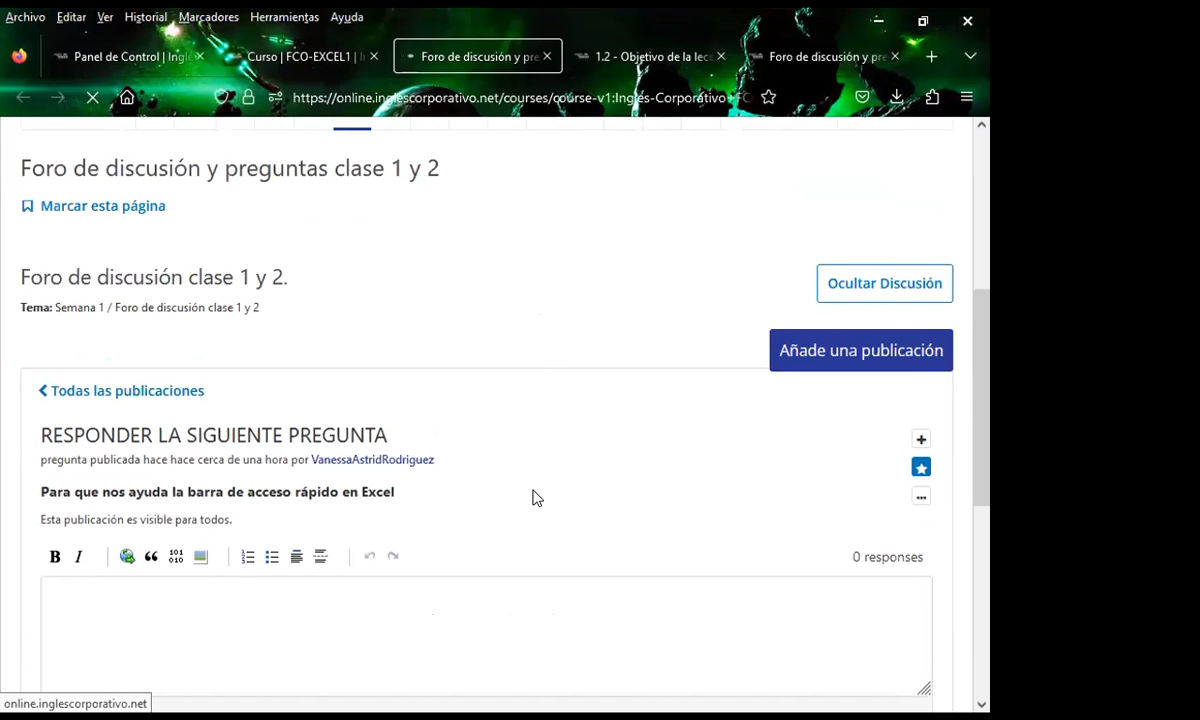 Archivo Editar Ver Historial Marcadores Herramientas Ayuda
Panel de Control | Inglé Curso | FCO-EXCEL1 | I Foro de discusión y pre 1.2 - Objetivo de la lecc Foro de discusión y pre
https://online.inglescorporativo.net/courses/course-v1:Ingles-Corporativo+FC
Foro de discusión y preguntas clase 1 y 2
Marcar esta página
Foro de discusión clase 1 y 2.
Ocultar Discusión
Tema: Semana 1 / Foro de discusión clase 1 y 2
Añade una publicación
Todas las publicaciones
RESPONDER LA SIGUIENTE PREGUNTA
pregunta publicada hace hace cerca de una hora por VanessaAstridRodriguez
Para que nos ayuda la barra de acceso rápido en Excel
Esta publicación es visible para todos.
B I 101 010 0 responses
online.inglescorporativo.net